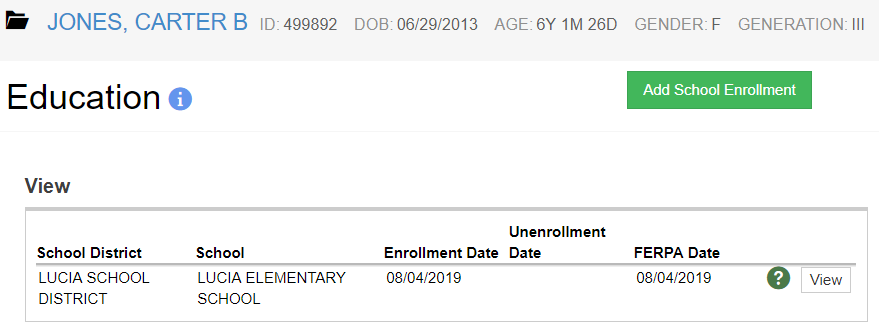 JONES, CARTER B ID: 499892 DOB: 06/29/2013 AGE: 6Y 1M 26D GENDER: F GENERATION: III
Education i
Add School Enrollment
View
School District School Enrollment Date Unenrollment Date FERPA Date
LUCIA SCHOOL DISTRICT LUCIA ELEMENTARY SCHOOL 08/04/2019 08/04/2019 ? View